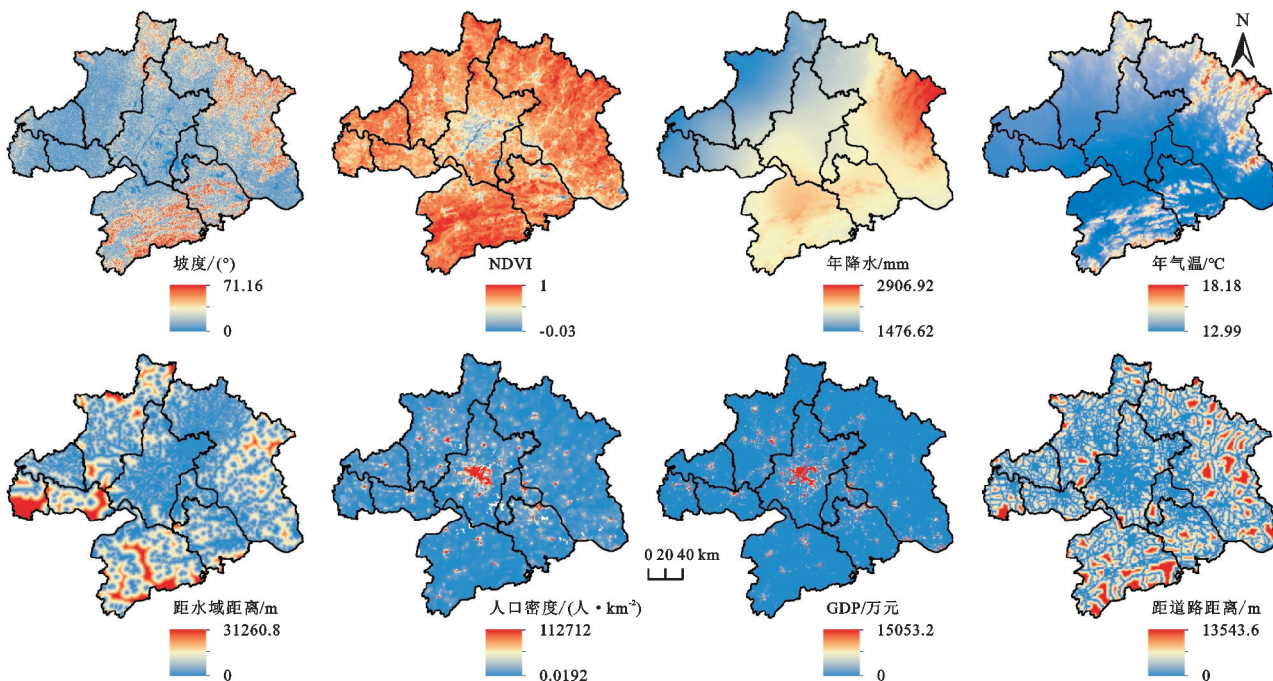 N
坡度/(°)
71.16
0
NDVI
1
-0.03
年降水/mm
2906.92
1476.62
年气温/℃
18.18
12.99
0 20 40 km
距水域距离/m
31260.8
0
人口密度/(人·km⁻²)
112712
0.0192
GDP/万元
15053.2
0
距道路距离/m
13543.6
0